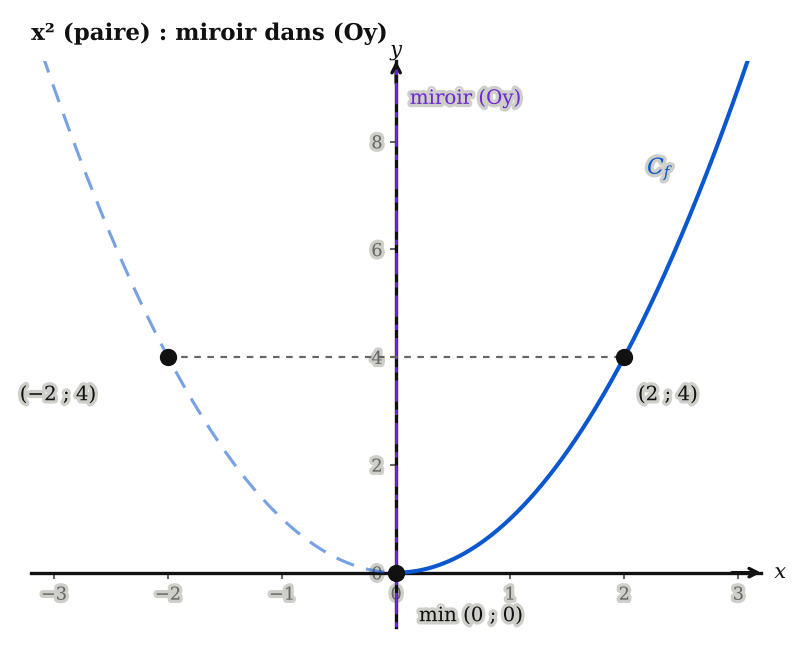 x² (paire) : miroir dans (Oy)
y
miroir (Oy)
8
C_f
6
4
(−2 ; 4)
(2 ; 4)
2
0
x
−3 −2 −1 0 1 2 3
min (0 ; 0)